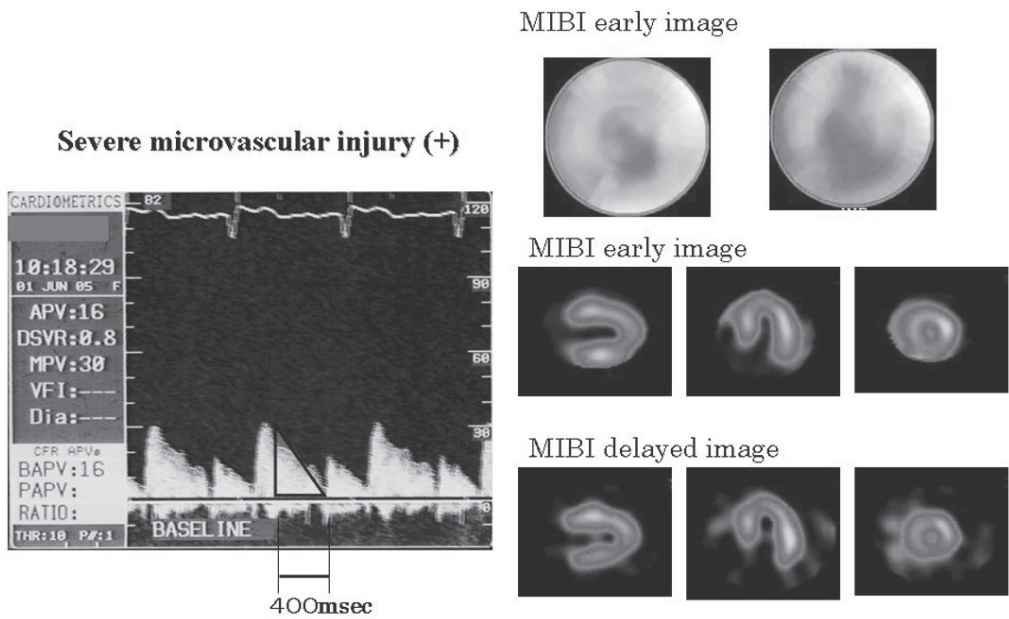 MIBI early image
Severe microvascular injury (+)
CARDIOMETRICS
10:18:29
01 JUN 05 F
APV:16
DSVR:0.8
MPV:30
VFI:---
Dia:---
CFR APVs
BAPV:16
PAPV:
RATIO:
THR:10 P#:1
82
120
90
60
30
0
BASELINE
400msec
MIBI early image
MIBI delayed image